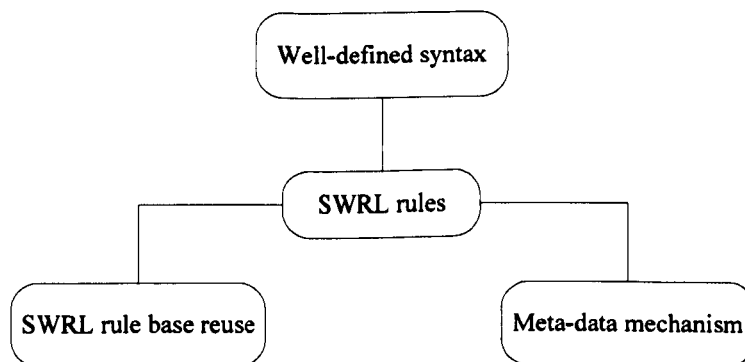 Well-defined syntax
SWRL rules
SWRL rule base reuse
Meta-data mechanism